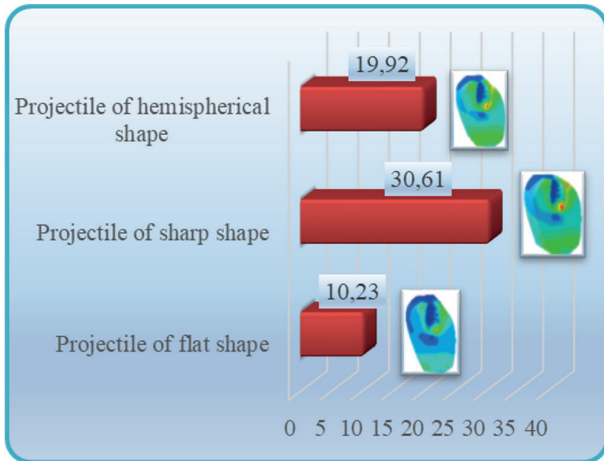 19,92
Projectile of hemispherical
shape
30,61
Projectile of sharp shape
10,23
Projectile of flat shape
0 5 10 15 20 25 30 35 40